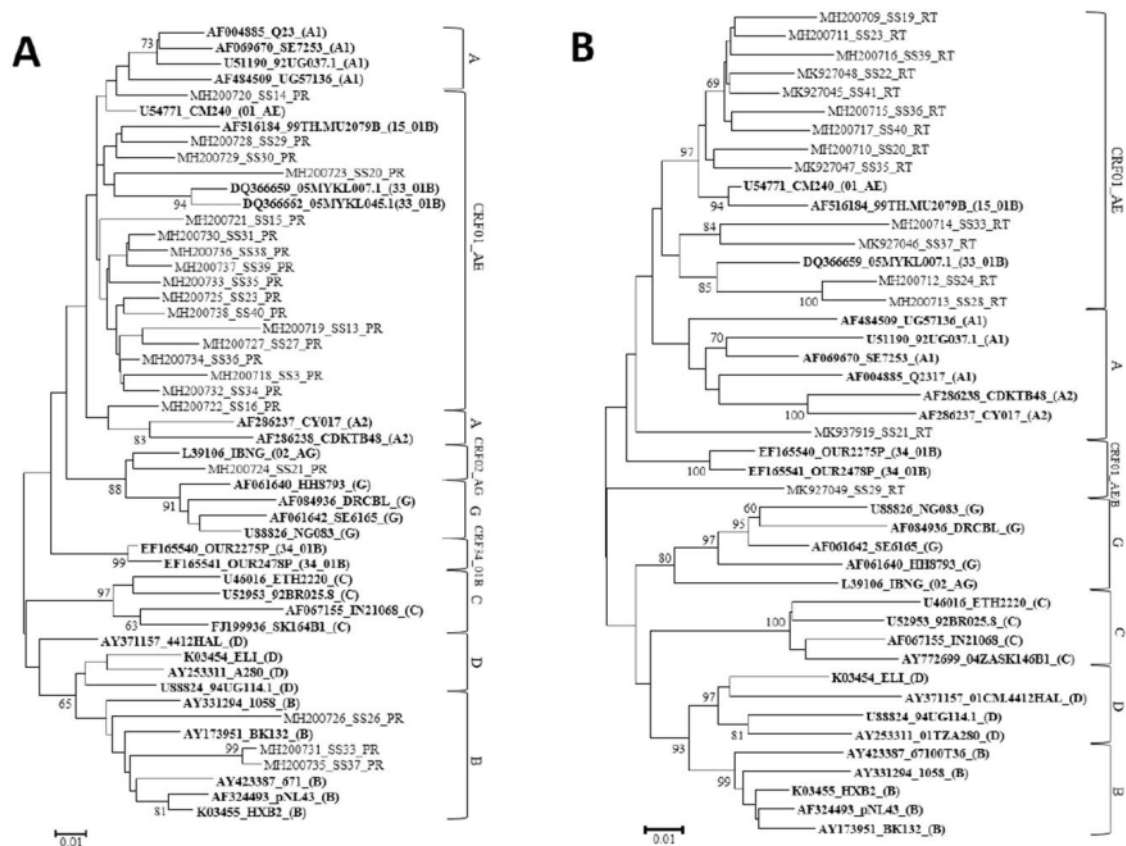 A
73
AF004885_Q23_(A1)
AF069670_SE7253_(A1)
U51190_92UG037.1_(A1)
AF484509_UG57136_(A1)
A
MH200720_SS14_PR
U54771_CM240_(01_AE)
AF516184_99TH.MU2079B_(15_01B)
MH200728_SS29_PR
MH200729_SS30_PR
MH200723_SS20_PR
DQ366659_05MYKL007.1_(33_01B)
94
DQ366662_05MYKL045.1(33_01B)
MH200721_SS15_PR
MH200730_SS31_PR
MH200736_SS38_PR
MH200737_SS39_PR
MH200733_SS35_PR
MH200725_SS23_PR
MH200738_SS40_PR
MH200719_SS13_PR
MH200727_SS27_PR
MH200734_SS36_PR
MH200718_SS3_PR
MH200732_SS34_PR
MH200722_SS16_PR
CRF01_AE
AF286237_CY017_(A2)
83
AF286238_CDKTB48_(A2)
A
L39106_IBNG_(02_AG)
MH200724_SS21_PR
88
CRF02_AG
AF061640_HH8793_(G)
91
AF084936_DRCBL_(G)
AF061642_SE6165_(G)
U88826_NG083_(G)
G
EF165540_OUR2275P_(34_01B)
99
EF165541_OUR2478P_(34_01B)
CRF34_01B
U46016_ETH2220_(C)
97
U52953_92BR025.8_(C)
AF067155_IN21068_(C)
63
FJ199936_SK164B1_(C)
C
AY371157_4412HAL_(D)
K03454_ELI_(D)
AY253311_A280_(D)
U88824_94UG114.1_(D)
D
65
AY331294_1058_(B)
MH200726_SS26_PR
AY173951_BK132_(B)
99
MH200731_SS33_PR
MH200735_SS37_PR
AY423387_671_(B)
AF324493_pNL43_(B)
81
K03455_HXB2_(B)
B
0.01
B
MH200709_SS19_RT
MH200711_SS23_RT
MH200716_SS39_RT
MK927048_SS22_RT
69
MK927045_SS41_RT
MH200715_SS36_RT
MH200717_SS40_RT
97
MH200710_SS20_RT
MK927047_SS35_RT
U54771_CM240_(01_AE)
94
AF516184_99TH.MU2079B_(15_01B)
84
MH200714_SS33_RT
MK927046_SS37_RT
DQ366659_05MYKL007.1_(33_01B)
85
MH200712_SS24_RT
100
MH200713_SS28_RT
CRF01_AE
AF484509_UG57136_(A1)
70
U51190_92UG037.1_(A1)
AF069670_SE7253_(A1)
AF004885_Q2317_(A1)
AF286238_CDKTB48_(A2)
100
AF286237_CY017_(A2)
MK937919_SS21_RT
A
EF165540_OUR2275P_(34_01B)
100
EF165541_OUR2478P_(34_01B)
MK927049_SS29_RT
CRF01_AE/B
60
U88826_NG083_(G)
95
AF084936_DRCBL_(G)
97
AF061642_SE6165_(G)
80
AF061640_HH8793_(G)
L39106_IBNG_(02_AG)
G
U46016_ETH2220_(C)
100
U52953_92BR025.8_(C)
AF067155_IN21068_(C)
AY772699_04ZASK146B1_(C)
C
K03454_ELI_(D)
97
AY371157_01CM.4412HAL_(D)
U88824_94UG114.1_(D)
81
AY253311_01TZA280_(D)
D
93
AY423387_67100T36_(B)
99
AY331294_1058_(B)
K03455_HXB2_(B)
AF324493_pNL43_(B)
AY173951_BK132_(B)
B
0.01